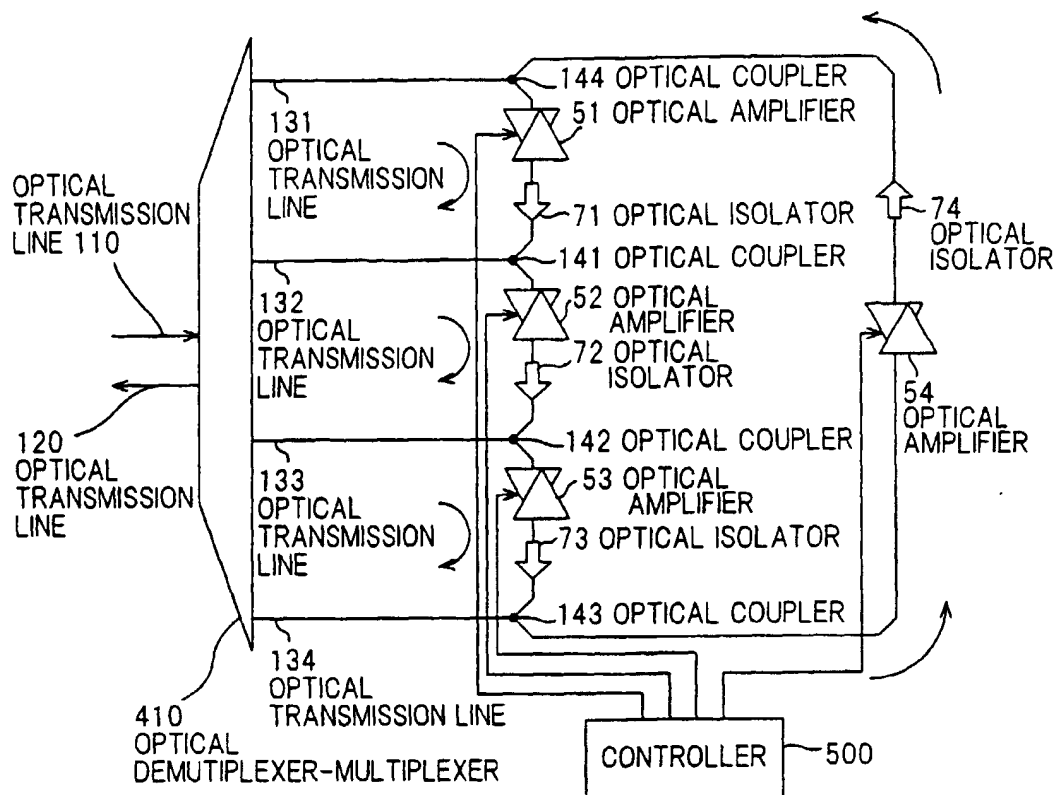 144 OPTICAL COUPLER
51 OPTICAL AMPLIFIER
131
OPTICAL
TRANSMISSION
LINE
OPTICAL
TRANSMISSION
LINE 110
71 OPTICAL ISOLATOR
74
OPTICAL
ISOLATOR
141 OPTICAL COUPLER
132
OPTICAL
TRANSMISSION
LINE
52 OPTICAL
AMPLIFIER
72 OPTICAL
ISOLATOR
54
OPTICAL
AMPLIFIER
120
OPTICAL
TRANSMISSION
LINE
142 OPTICAL COUPLER
133
OPTICAL
TRANSMISSION
LINE
53 OPTICAL
AMPLIFIER
73 OPTICAL ISOLATOR
143 OPTICAL COUPLER
134
OPTICAL
TRANSMISSION LINE
410
OPTICAL
DEMUTIPLEXER-MULTIPLEXER
CONTROLLER
500